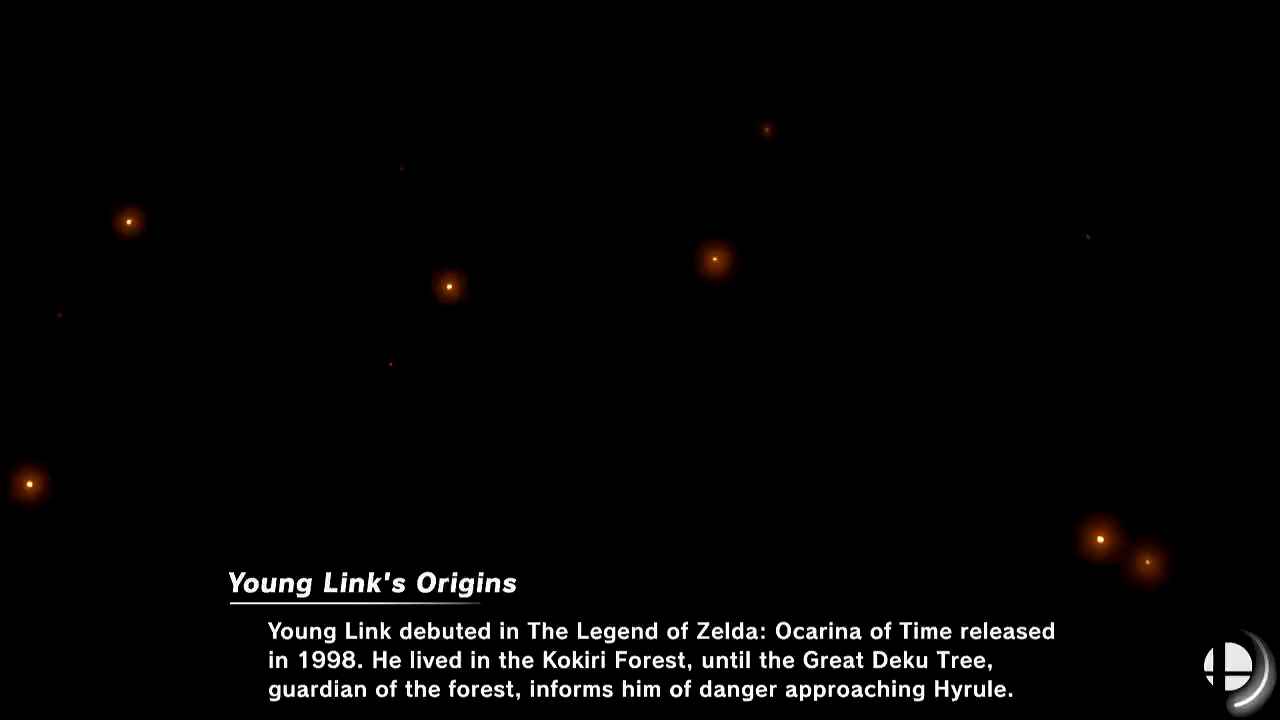 Young Link's Origins
Young Link debuted in The Legend of Zelda: Ocarina of Time released
in 1998. He lived in the Kokiri Forest, until the Great Deku Tree,
guardian of the forest, informs him of danger approaching Hyrule.